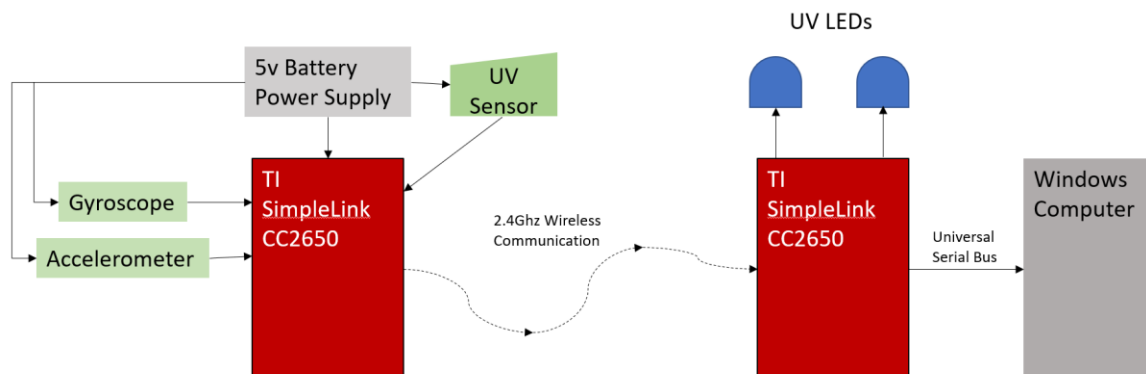 UV LEDs
5v Battery
Power Supply
UV
Sensor
TI
SimpleLink
CC2650
Gyroscope
Accelerometer
2.4Ghz Wireless
Communication
TI
SimpleLink
CC2650
Universal
Serial Bus
Windows
Computer